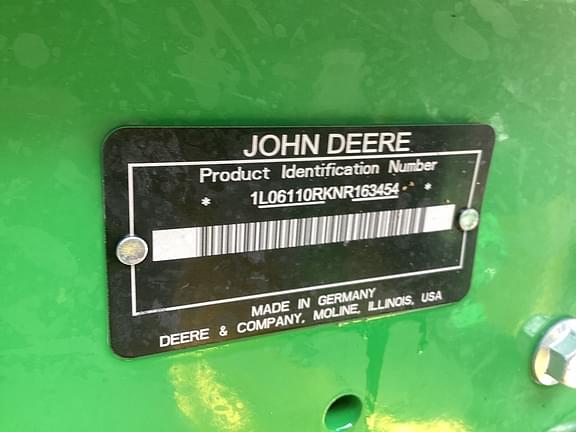 JOHN DEERE
Product Identification Number
* 1L06110RKNR163454 *
MADE IN GERMANY
DEERE & COMPANY, MOLINE, ILLINOIS, USA